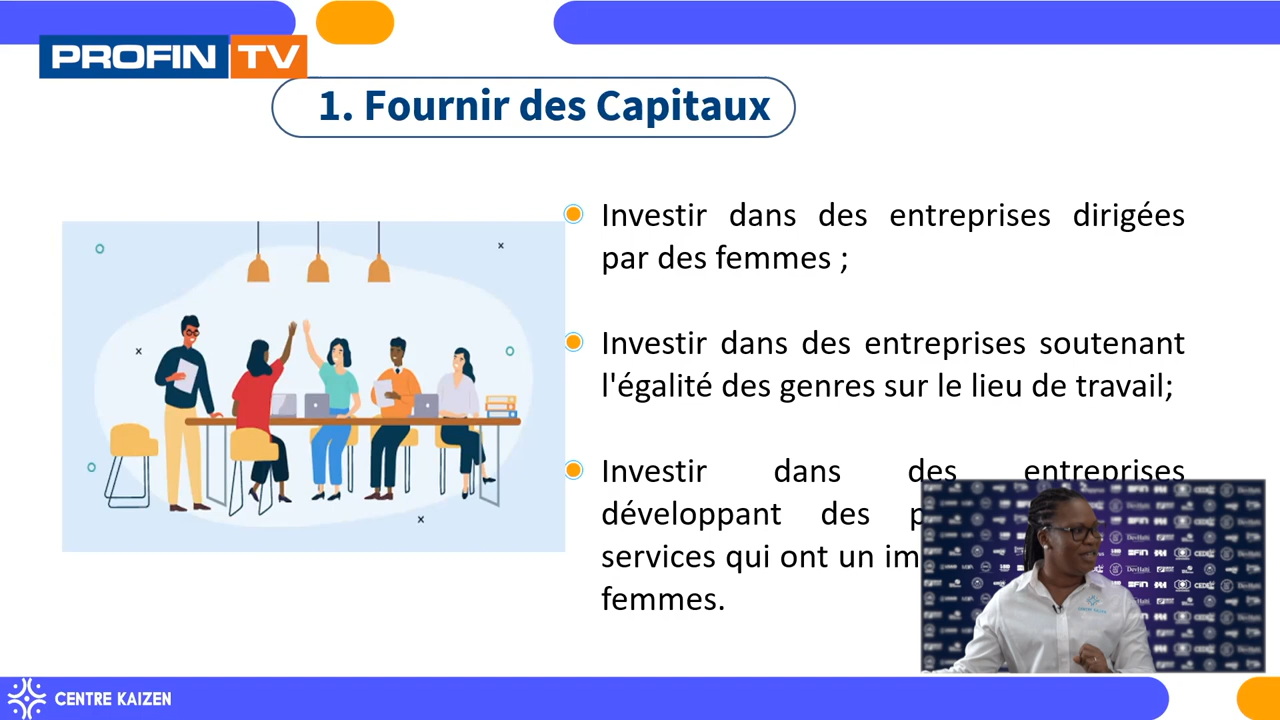 PROFIN TV
1. Fournir des Capitaux
Investir dans des entreprises dirigées
par des femmes ;
Investir dans des entreprises soutenant
l'égalité des genres sur le lieu de travail;
Investir dans des entreprises
développant des
services qui ont un
femmes.
CENTRE KAIZEN